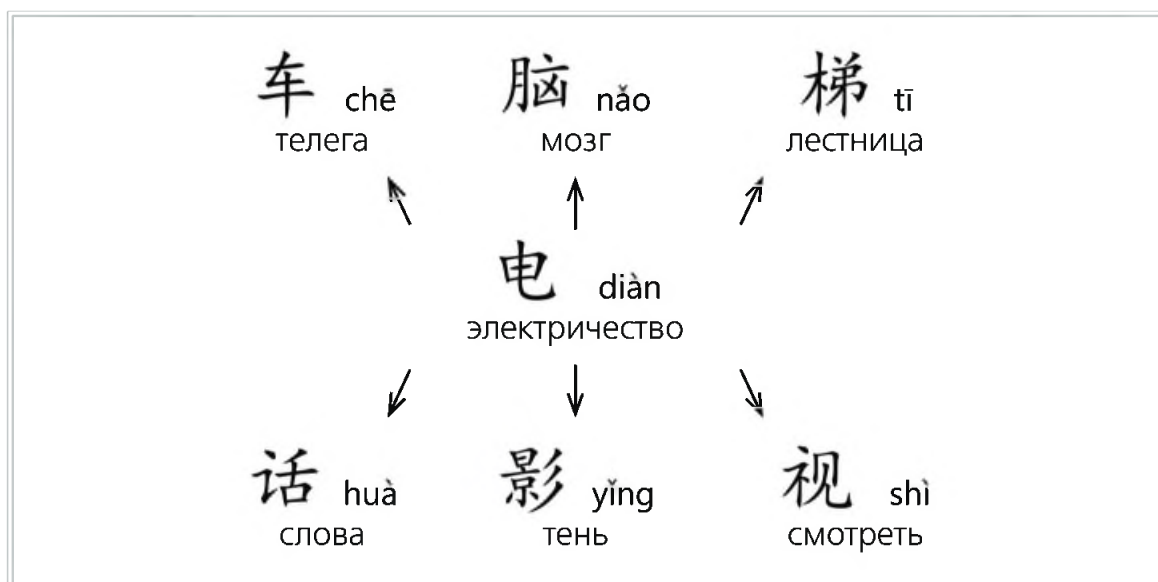 车 chē 脑 nǎo 梯 tī
телега мозг лестница
电 diàn
электричество
话 huà 影 yǐng 视 shì
слова тень смотреть